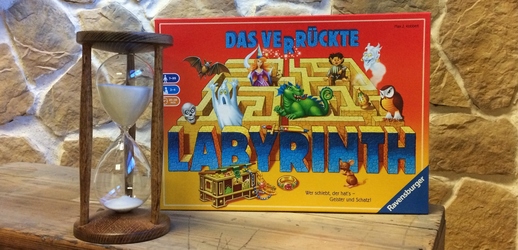 DAS VERRÜCKTE
LABYRINTH
Wer schiebt, der hat's –
Geister und Schatz!
Ravensburger